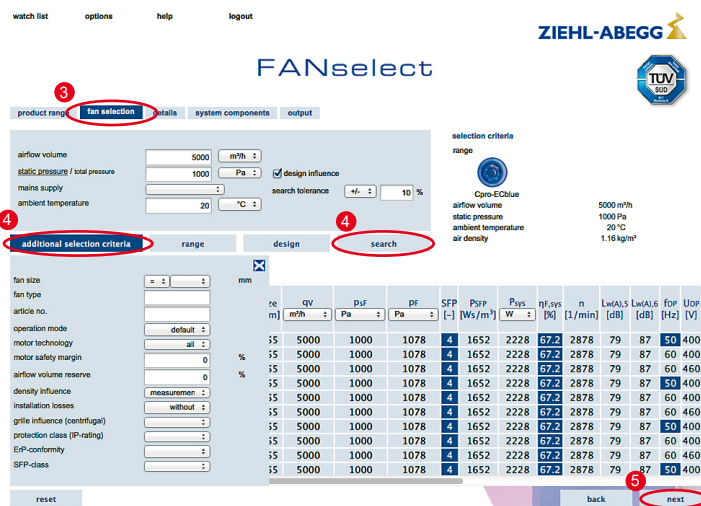 watch list options help logout
ZIEHL-ABEGG
FANselect
TÜV
SÜD
3
product range fan selection details system components output
selection criteria
range
airflow volume 5000 m³/h
static pressure / total pressure 1000 Pa design influence
mains supply search tolerance +/- 10 %
ambient temperature 20 °C
Cpro-ECblue
airflow volume 5000 m³/h
static pressure 1000 Pa
ambient temperature 20 °C
air density 1.16 kg/m³
4 4
additional selection criteria range design search
fan size = mm
fan type
article no.
operation mode default
motor technology all
motor safety margin 0 %
airflow volume reserve 0 %
density influence measuremen
installation losses without
grille influence (centrifugal)
protection class (IP-rating)
ErP-conformity
SFP-class
ze qV psF pF SFP PSFP Psys ηF,sys n Lw(A),5 Lw(A),6 fDP UDP
m] m³/h Pa Pa [-] [Ws/m³] W [%] [1/min] [dB] [dB] [Hz] [V]
55 5000 1000 1078 4 1652 2228 67.2 2878 79 87 50 400
55 5000 1000 1078 4 1652 2228 67.2 2878 79 87 60 400
55 5000 1000 1078 4 1652 2228 67.2 2878 79 87 60 460
55 5000 1000 1078 4 1652 2228 67.2 2878 79 87 50 400
55 5000 1000 1078 4 1652 2228 67.2 2878 79 87 60 400
55 5000 1000 1078 4 1652 2228 67.2 2878 79 87 60 460
55 5000 1000 1078 4 1652 2228 67.2 2878 79 87 50 400
55 5000 1000 1078 4 1652 2228 67.2 2878 79 87 60 400
55 5000 1000 1078 4 1652 2228 67.2 2878 79 87 60 460
55 5000 1000 1078 4 1652 2228 67.2 2878 79 87 50 400
5
reset back next